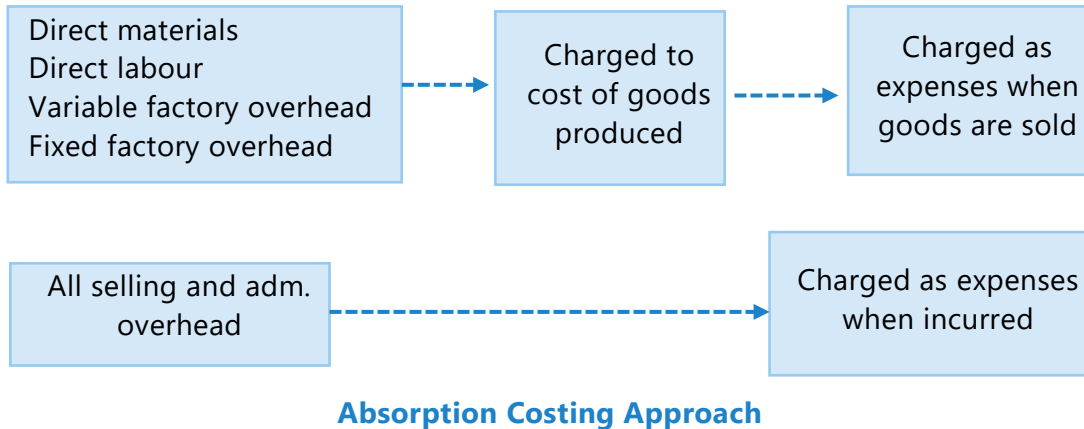 Direct materials
Direct labour
Variable factory overhead
Fixed factory overhead
Charged to
cost of goods
produced
Charged as
expenses when
goods are sold
All selling and adm.
overhead
Charged as expenses
when incurred
Absorption Costing Approach